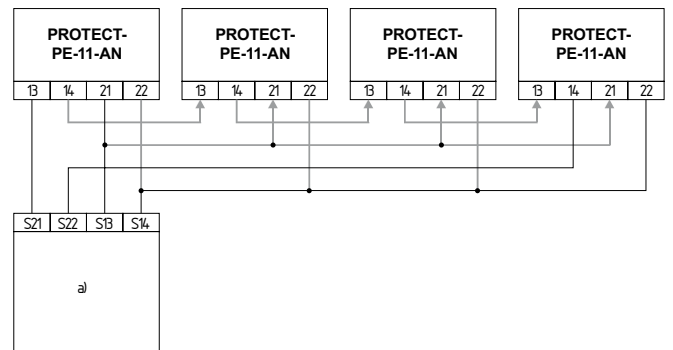 PROTECT- PROTECT- PROTECT- PROTECT-
PE-11-AN PE-11-AN PE-11-AN PE-11-AN
13 14 21 22 13 14 21 22 13 14 21 22 13 14 21 22
S21 S22 S13 S14
a)